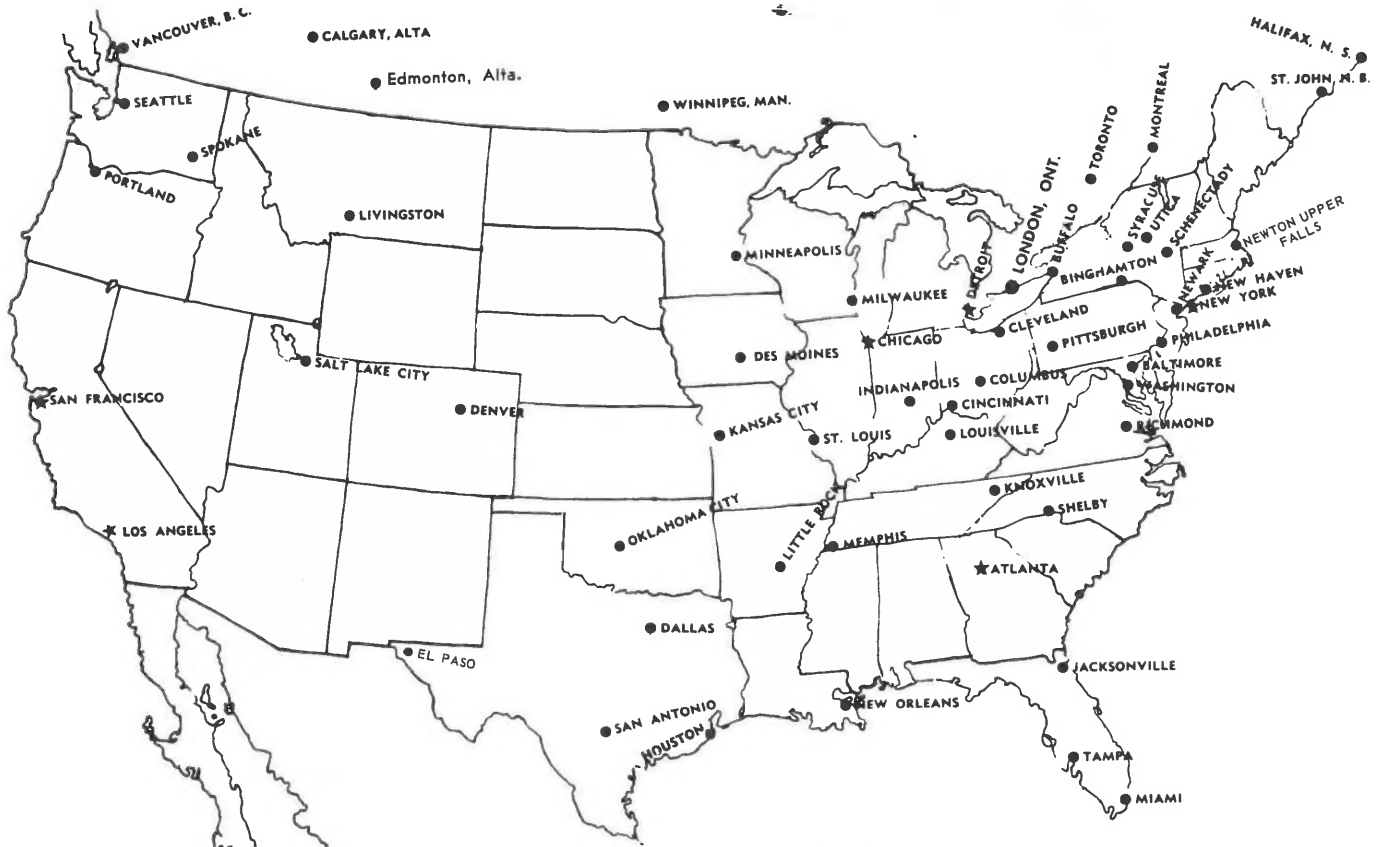 VANCOUVER, B.C.
CALGARY, ALTA
Edmonton, Alta.
WINNIPEG, MAN.
HALIFAX, N. S.
ST. JOHN, N. B.
SEATTLE
SPOKANE
PORTLAND
LIVINGSTON
MINNEAPOLIS
MILWAUKEE
DETROIT
LONDON, ONT.
BUFFALO
TORONTO
MONTREAL
SYRACUSE
UTICA
SCHENECTADY
BINGHAMTON
NEWTON UPPER
FALLS
NEWARK
NEW HAVEN
NEW YORK
CLEVELAND
PITTSBURGH
PHILADELPHIA
CHICAGO
DES MOINES
SALT LAKE CITY
SAN FRANCISCO
DENVER
KANSAS CITY
ST. LOUIS
INDIANAPOLIS
COLUMBUS
CINCINNATI
LOUISVILLE
BALTIMORE
WASHINGTON
RICHMOND
KNOXVILLE
SHELBY
LOS ANGELES
OKLAHOMA CITY
LITTLE ROCK
MEMPHIS
ATLANTA
DALLAS
EL PASO
SAN ANTONIO
HOUSTON
NEW ORLEANS
JACKSONVILLE
TAMPA
MIAMI